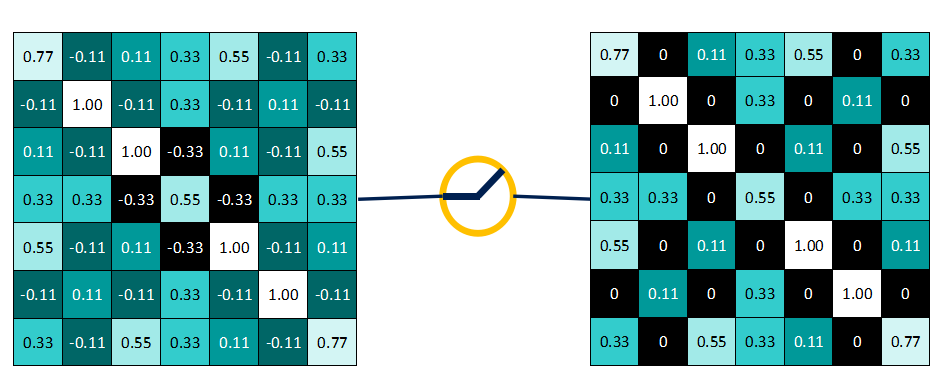 0.77 -0.11 0.11 0.33 0.55 -0.11 0.33
-0.11 1.00 -0.11 0.33 -0.11 0.11 -0.11
0.11 -0.11 1.00 -0.33 0.11 -0.11 0.55
0.33 0.33 -0.33 0.55 -0.33 0.33 0.33
0.55 -0.11 0.11 -0.33 1.00 -0.11 0.11
-0.11 0.11 -0.11 0.33 -0.11 1.00 -0.11
0.33 -0.11 0.55 0.33 0.11 -0.11 0.77
0.77 0 0.11 0.33 0.55 0 0.33
0 1.00 0 0.33 0 0.11 0
0.11 0 1.00 0 0.11 0 0.55
0.33 0.33 0 0.55 0 0.33 0.33
0.55 0 0.11 0 1.00 0 0.11
0 0.11 0 0.33 0 1.00 0
0.33 0 0.55 0.33 0.11 0 0.77